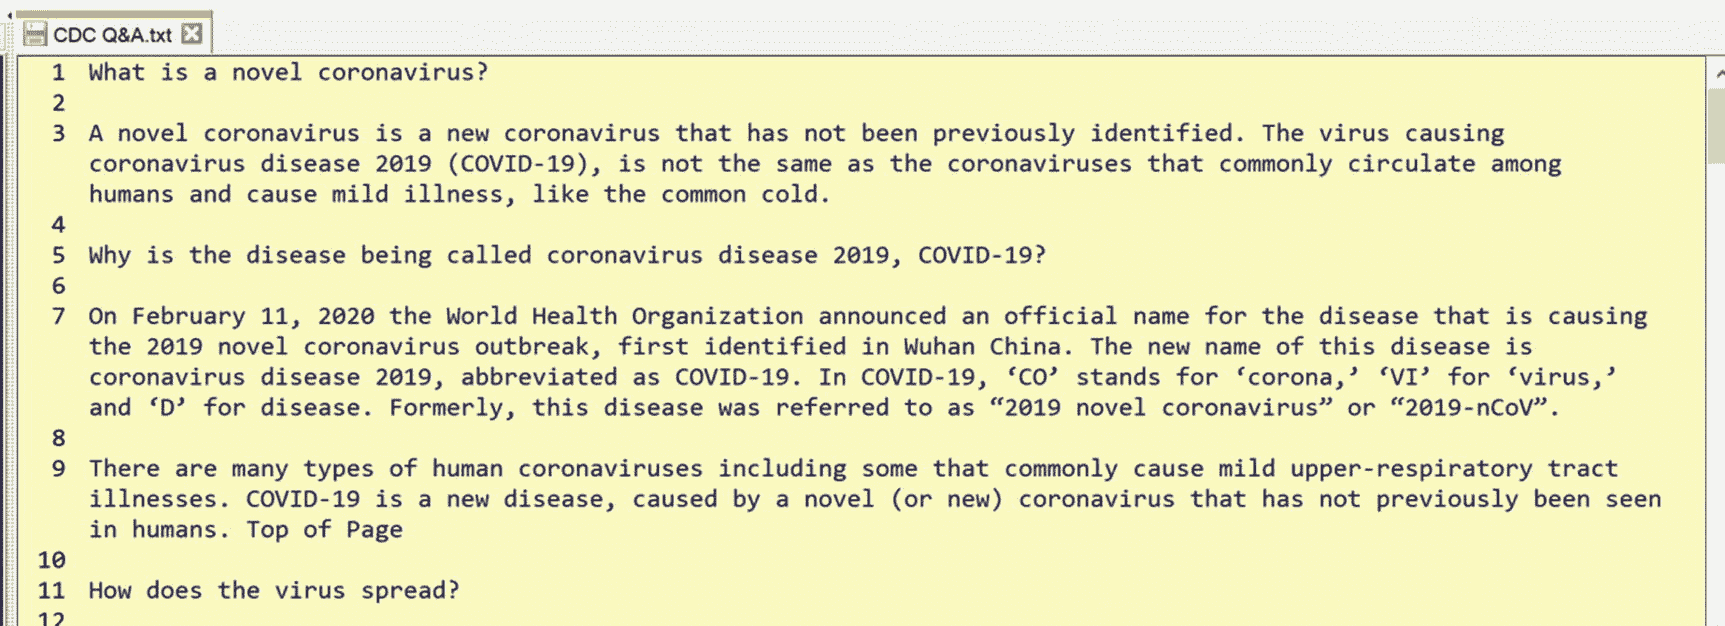 CDC Q&A.txt
1 What is a novel coronavirus?
2
3 A novel coronavirus is a new coronavirus that has not been previously identified. The virus causing
coronavirus disease 2019 (COVID-19), is not the same as the coronaviruses that commonly circulate among
humans and cause mild illness, like the common cold.
4
5 Why is the disease being called coronavirus disease 2019, COVID-19?
6
7 On February 11, 2020 the World Health Organization announced an official name for the disease that is causing
the 2019 novel coronavirus outbreak, first identified in Wuhan China. The new name of this disease is
coronavirus disease 2019, abbreviated as COVID-19. In COVID-19, ‘CO’ stands for ‘corona,’ ‘VI’ for ‘virus,’
and ‘D’ for disease. Formerly, this disease was referred to as “2019 novel coronavirus” or “2019-nCoV”.
8
9 There are many types of human coronaviruses including some that commonly cause mild upper-respiratory tract
illnesses. COVID-19 is a new disease, caused by a novel (or new) coronavirus that has not previously been seen
in humans. Top of Page
10
11 How does the virus spread?
12